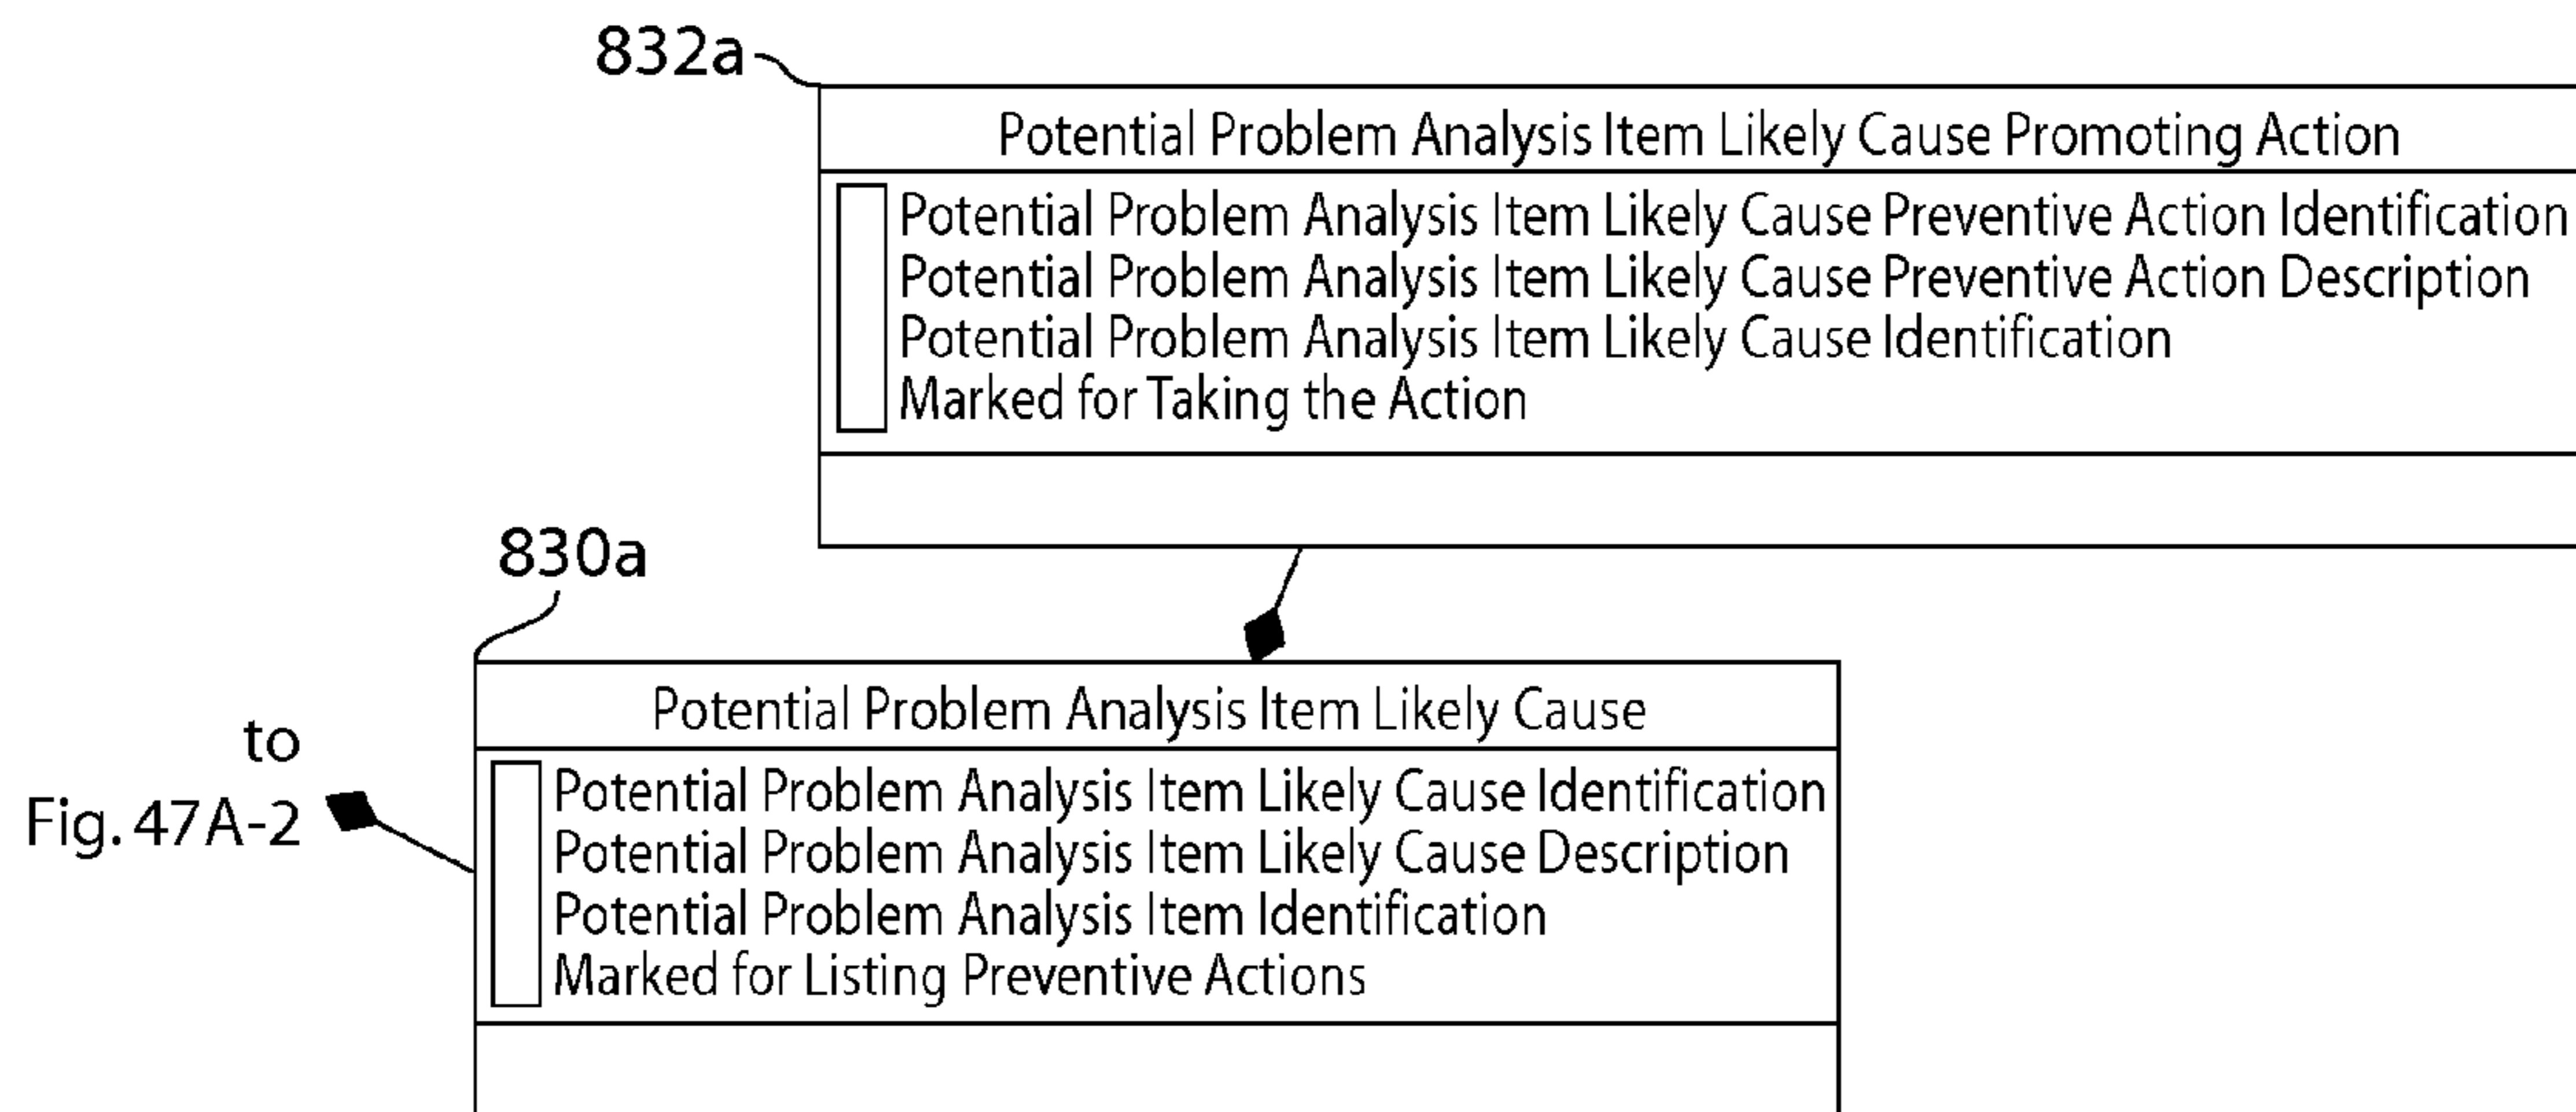 832a
Potential Problem Analysis Item Likely Cause Promoting Action
Potential Problem Analysis Item Likely Cause Preventive Action Identification
Potential Problem Analysis Item Likely Cause Preventive Action Description
Potential Problem Analysis Item Likely Cause Identification
Marked for Taking the Action
830a
Potential Problem Analysis Item Likely Cause
to
Fig. 47A-2
Potential Problem Analysis Item Likely Cause Identification
Potential Problem Analysis Item Likely Cause Description
Potential Problem Analysis Item Identification
Marked for Listing Preventive Actions